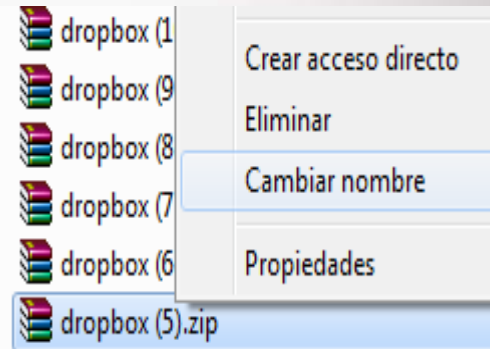 dropbox (1
dropbox (9
dropbox (8
dropbox (7
dropbox (6
dropbox (5).zip
Crear acceso directo
Eliminar
Cambiar nombre
Propiedades